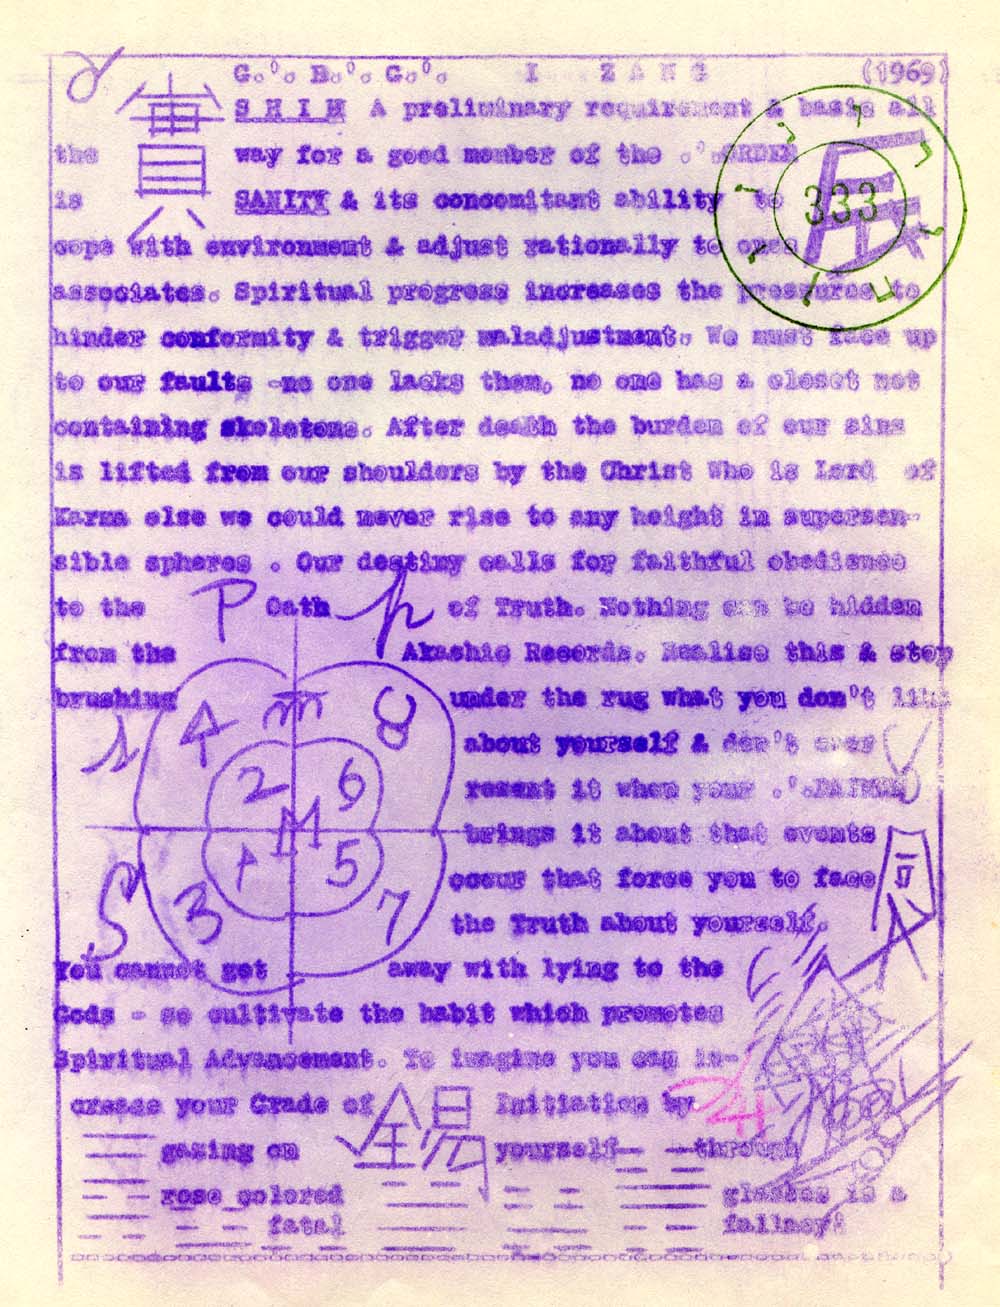 G.'. B.'. G.'. I ZANG (1969)
SHIM A preliminary requirement & basis all
the way for a good member of the .'.ORDER
is SANITY & its concomitant ability to
cope with environment & adjust rationally to ones
associates. Spiritual progress increases the pressures to
hinder conformity & trigger maladjustment. We must face up
to our faults -no one lacks them, no one has a closet not
containing skeletons. After death the burden of our sins
is lifted from our shoulders by the Christ Who is Lord of
Karma else we could never rise to any height in supersen-
sible spheres . Our destiny calls for faithful obedience
to the P Oath of Truth. Nothing can be hidden
from the Akashic Records. Realise this & stop
brushing under the rug what you don't like
about yourself & don't ever
resent it when your
brings it about that events
occur that force you to face
the Truth about yourself.
You cannot get away with lying to the
Gods - so cultivate the habit which promotes
Spiritual Advancement. To imagine you can in-
crease your Grade of Initiation by
gazing on yourself through
rose colored glasses is a
fatal fallacy!
333
4 8
2 6
M
1 5
3 7
24